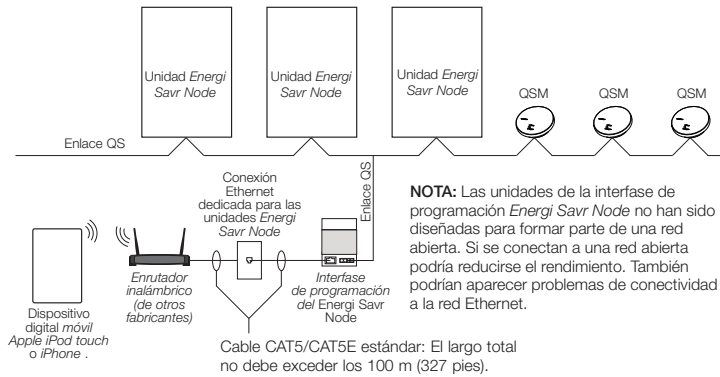 Unidad Energi
Savr Node
Unidad Energi
Savr Node
Unidad Energi
Savr Node
QSM
QSM
QSM
Enlace QS
Enlace QS
Conexión
Ethernet
dedicada para las
unidades Energi
Savr Node
NOTA: Las unidades de la interfase de
programación Energi Savr Node no han sido
diseñadas para formar parte de una red
abierta. Si se conectan a una red abierta
podría reducirse el rendimiento. También
podrían aparecer problemas de conectividad
a la red Ethernet.
Dispositivo
digital móvil
Apple iPod touch
o iPhone .
Enrutador
inalámbrico
(de otros
fabricantes)
Interfase
de programación
del Energi Savr
Node
Cable CAT5/CAT5E estándar: El largo total
no debe exceder los 100 m (327 pies).